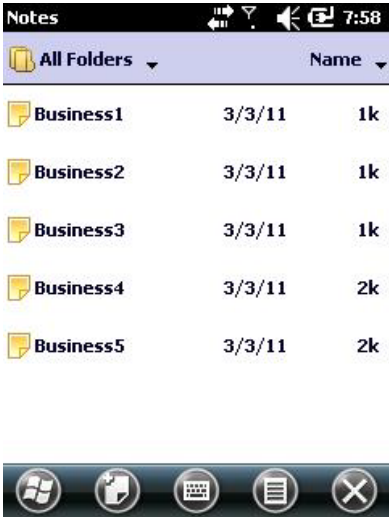 Notes 7:58
All Folders Name
Business1 3/3/11 1k
Business2 3/3/11 1k
Business3 3/3/11 1k
Business4 3/3/11 2k
Business5 3/3/11 2k